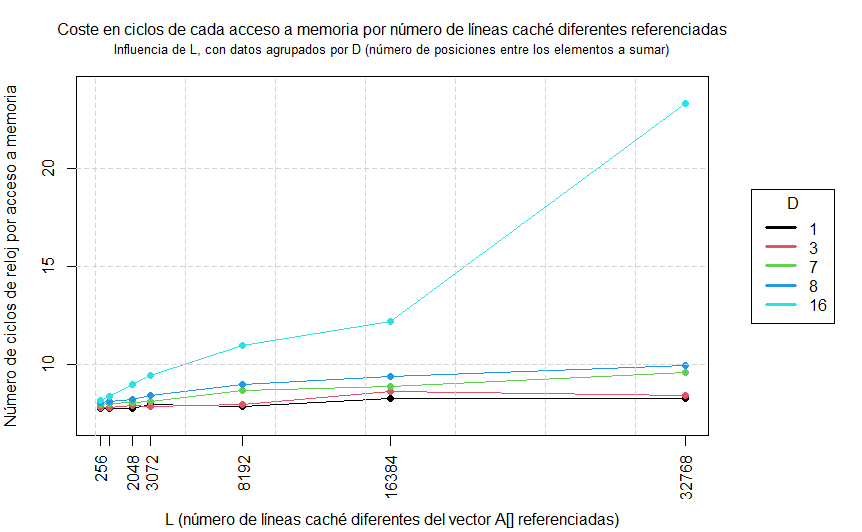 Coste en ciclos de cada acceso a memoria por número de líneas caché diferentes referenciadas
Influencia de L, con datos agrupados por D (número de posiciones entre los elementos a sumar)
Número de ciclos de reloj por acceso a memoria
20
15
10
256
2048
3072
8192
16384
32768
L (número de líneas caché diferentes del vector A[] referenciadas)
D
1
3
7
8
16